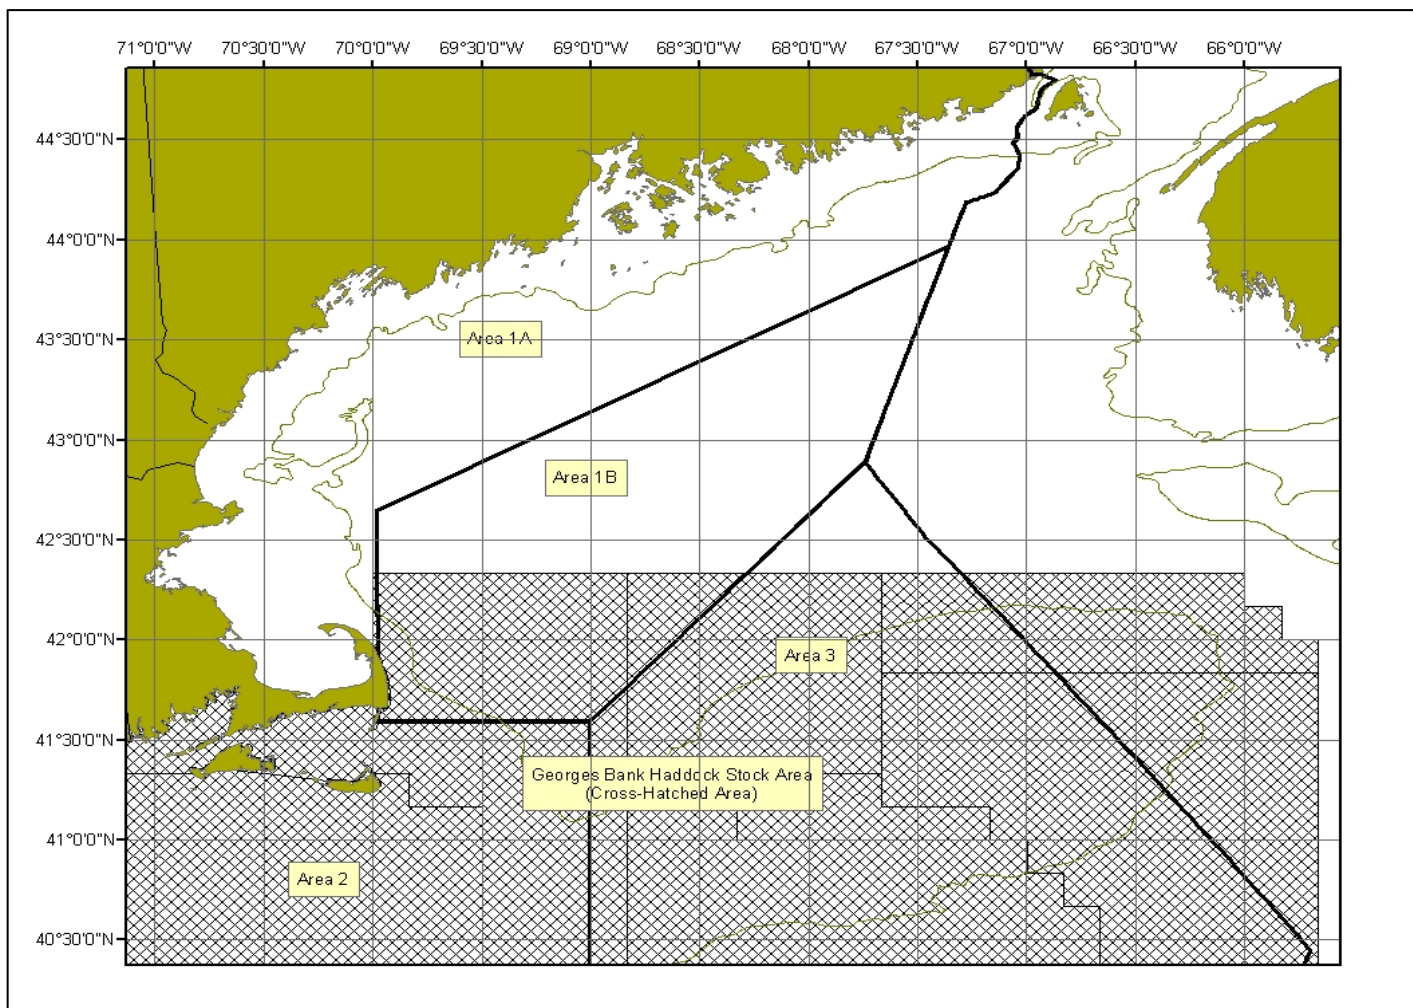 71°0'0"W 70°30'0"W 70°0'0"W 69°30'0"W 69°0'0"W 68°30'0"W 68°0'0"W 67°30'0"W 67°0'0"W 66°30'0"W 66°0'0"W
44°30'0"N
44°0'0"N
43°30'0"N
Area 1A
43°0'0"N
Area 1B
42°30'0"N
42°0'0"N
Area 3
41°30'0"N
Georges Bank Haddock Stock Area
(Cross-Hatched Area)
41°0'0"N
Area 2
40°30'0"N